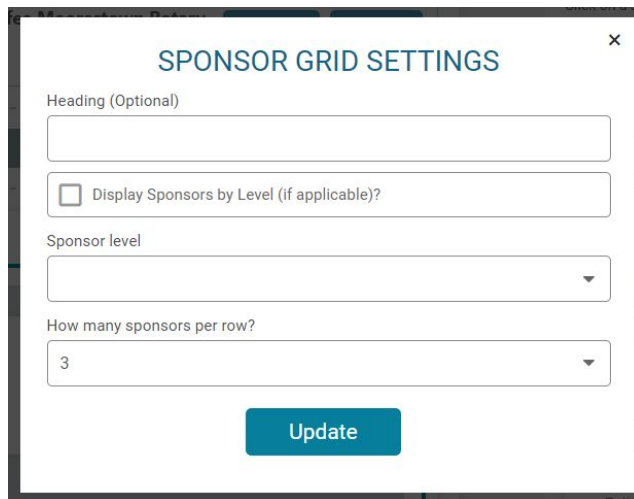 ×
SPONSOR GRID SETTINGS
Heading (Optional)
Display Sponsors by Level (if applicable)?
Sponsor level
How many sponsors per row?
3
Update